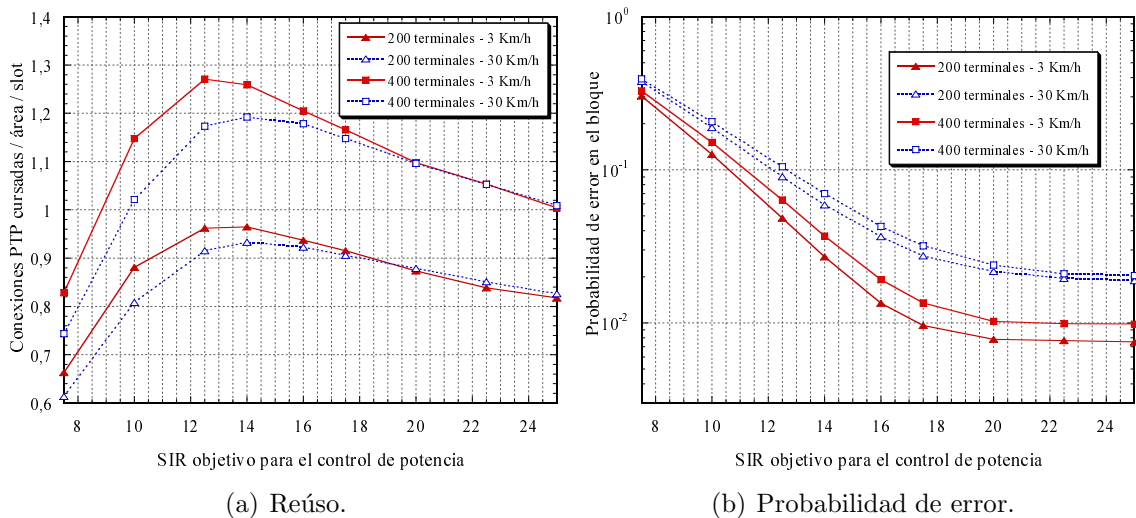 1,4
1,3
1,2
1,1
1
0,9
0,8
0,7
0,6
Conexiones PTP cursadas / área / slot
200 terminales - 3 Km/h
200 terminales - 30 Km/h
400 terminales - 3 Km/h
400 terminales - 30 Km/h
8 10 12 14 16 18 20 22 24
SIR objetivo para el control de potencia
(a) Reúso.
10^0
10^-1
10^-2
Probabilidad de error en el bloque
200 terminales - 3 Km/h
200 terminales - 30 Km/h
400 terminales - 3 Km/h
400 terminales - 30 Km/h
8 10 12 14 16 18 20 22 24
SIR objetivo para el control de potencia
(b) Probabilidad de error.